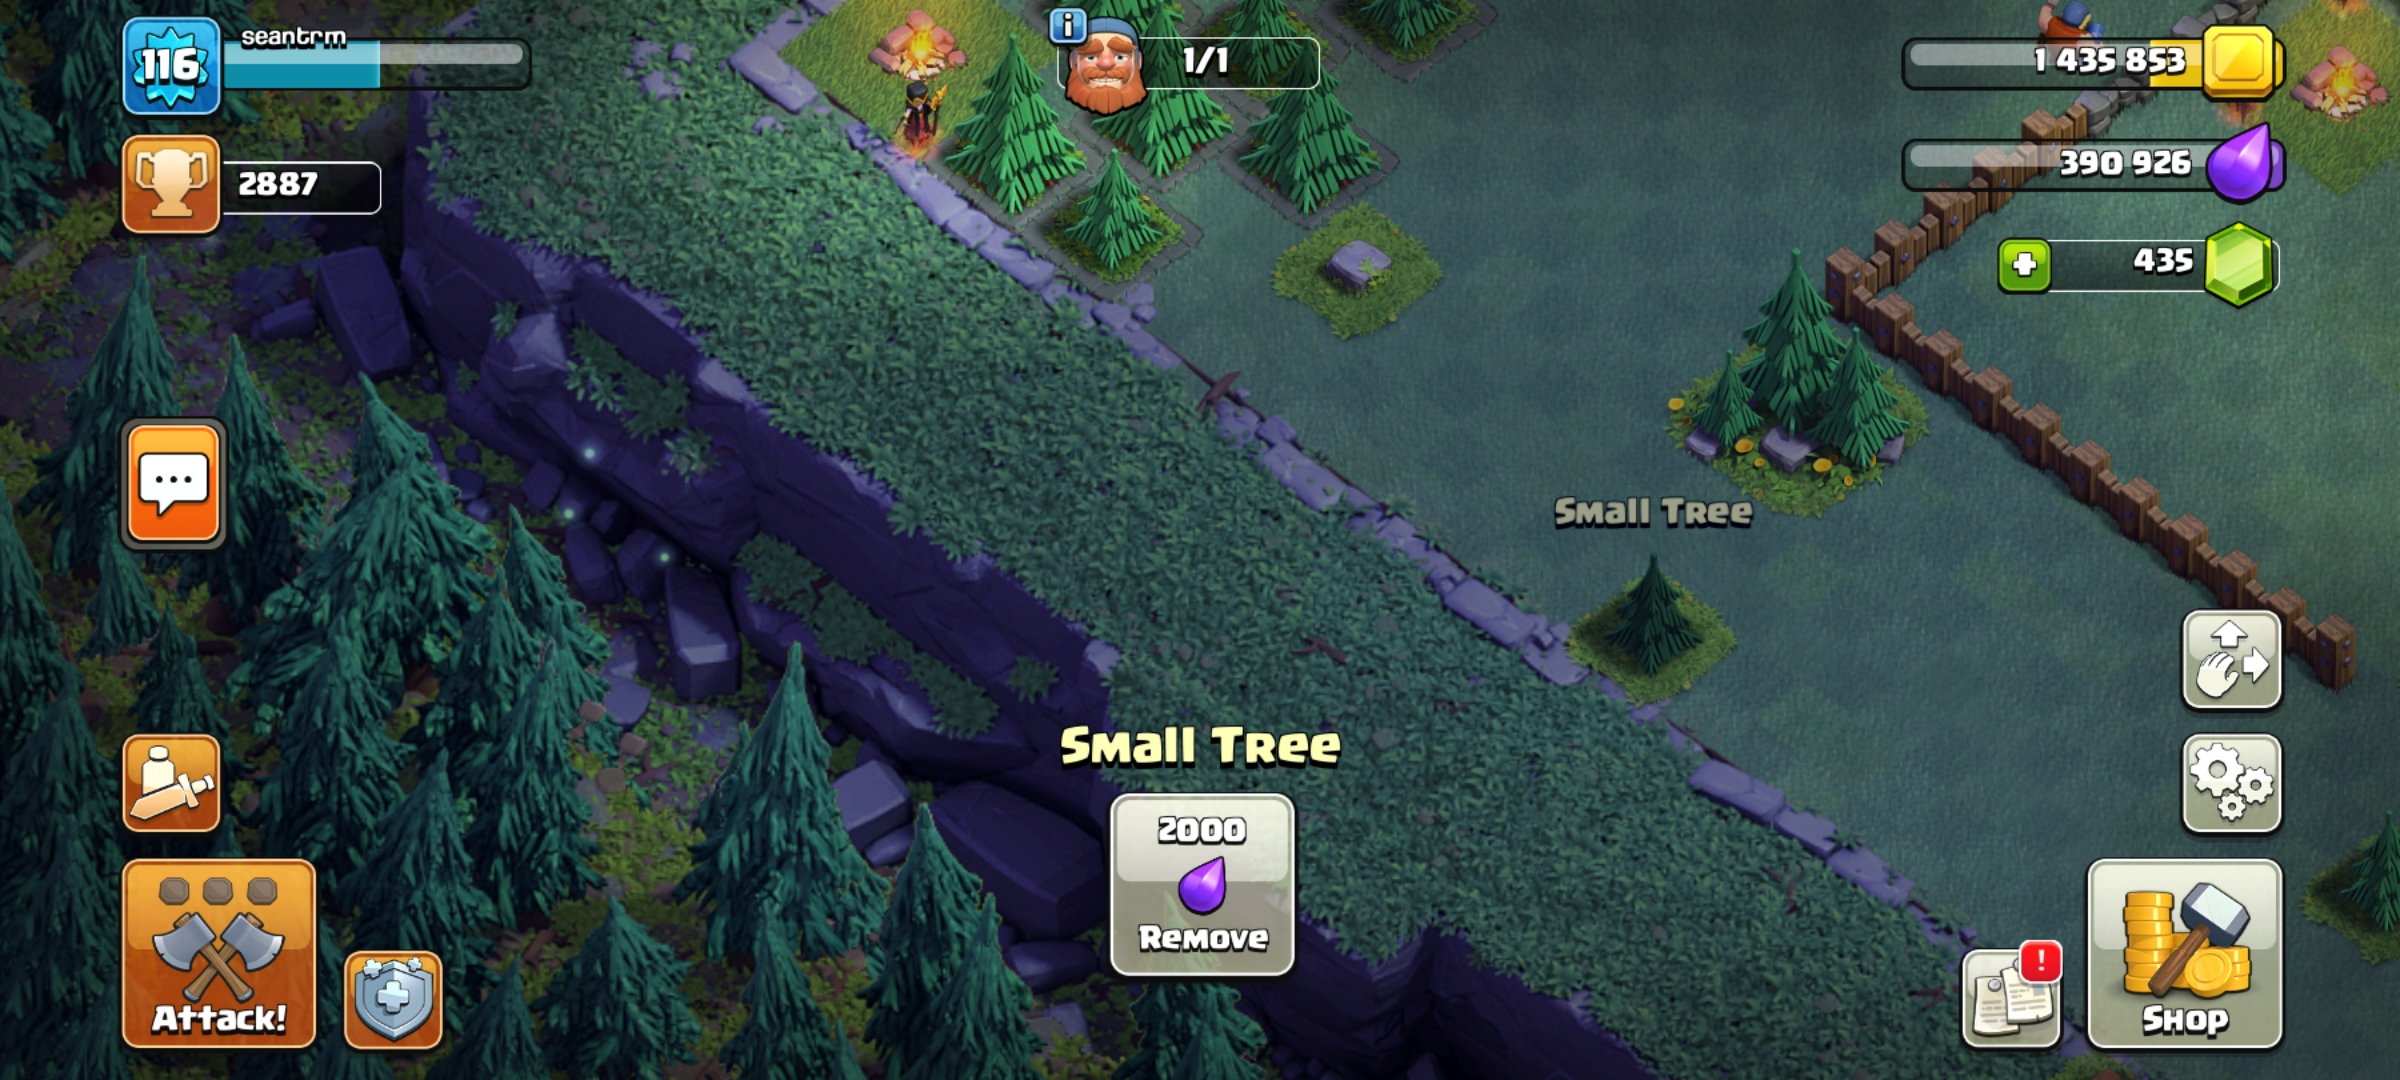 116
seantrm
1/1
1 435 853
2887
390 926
435
Small Tree
Small Tree
2000
Remove
Attack!
!
Shop